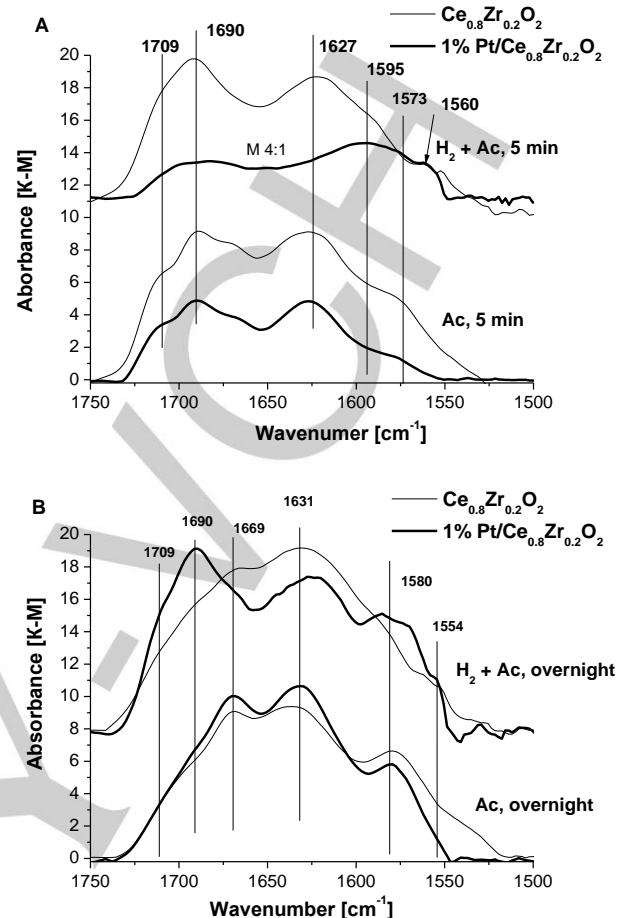 A
Ce0.8Zr0.2O2
1% Pt/Ce0.8Zr0.2O2
1709 1690 1627 1595 1573 1560
M 4:1
H2 + Ac, 5 min
Ac, 5 min
20
18
16
14
12
10
8
6
4
2
0
Aborbance [K-M]
1750 1700 1650 1600 1550 1500
Wavenumer [cm-1]
B
Ce0.8Zr0.2O2
1% Pt/Ce0.8Zr0.2O2
1709 1690 1669 1631 1580 1554
H2 + Ac, overnight
Ac, overnight
20
18
16
14
12
10
8
6
4
2
0
Absorbance [K-M]
1750 1700 1650 1600 1550 1500
Wavenumber [cm-1]
Y-VCH